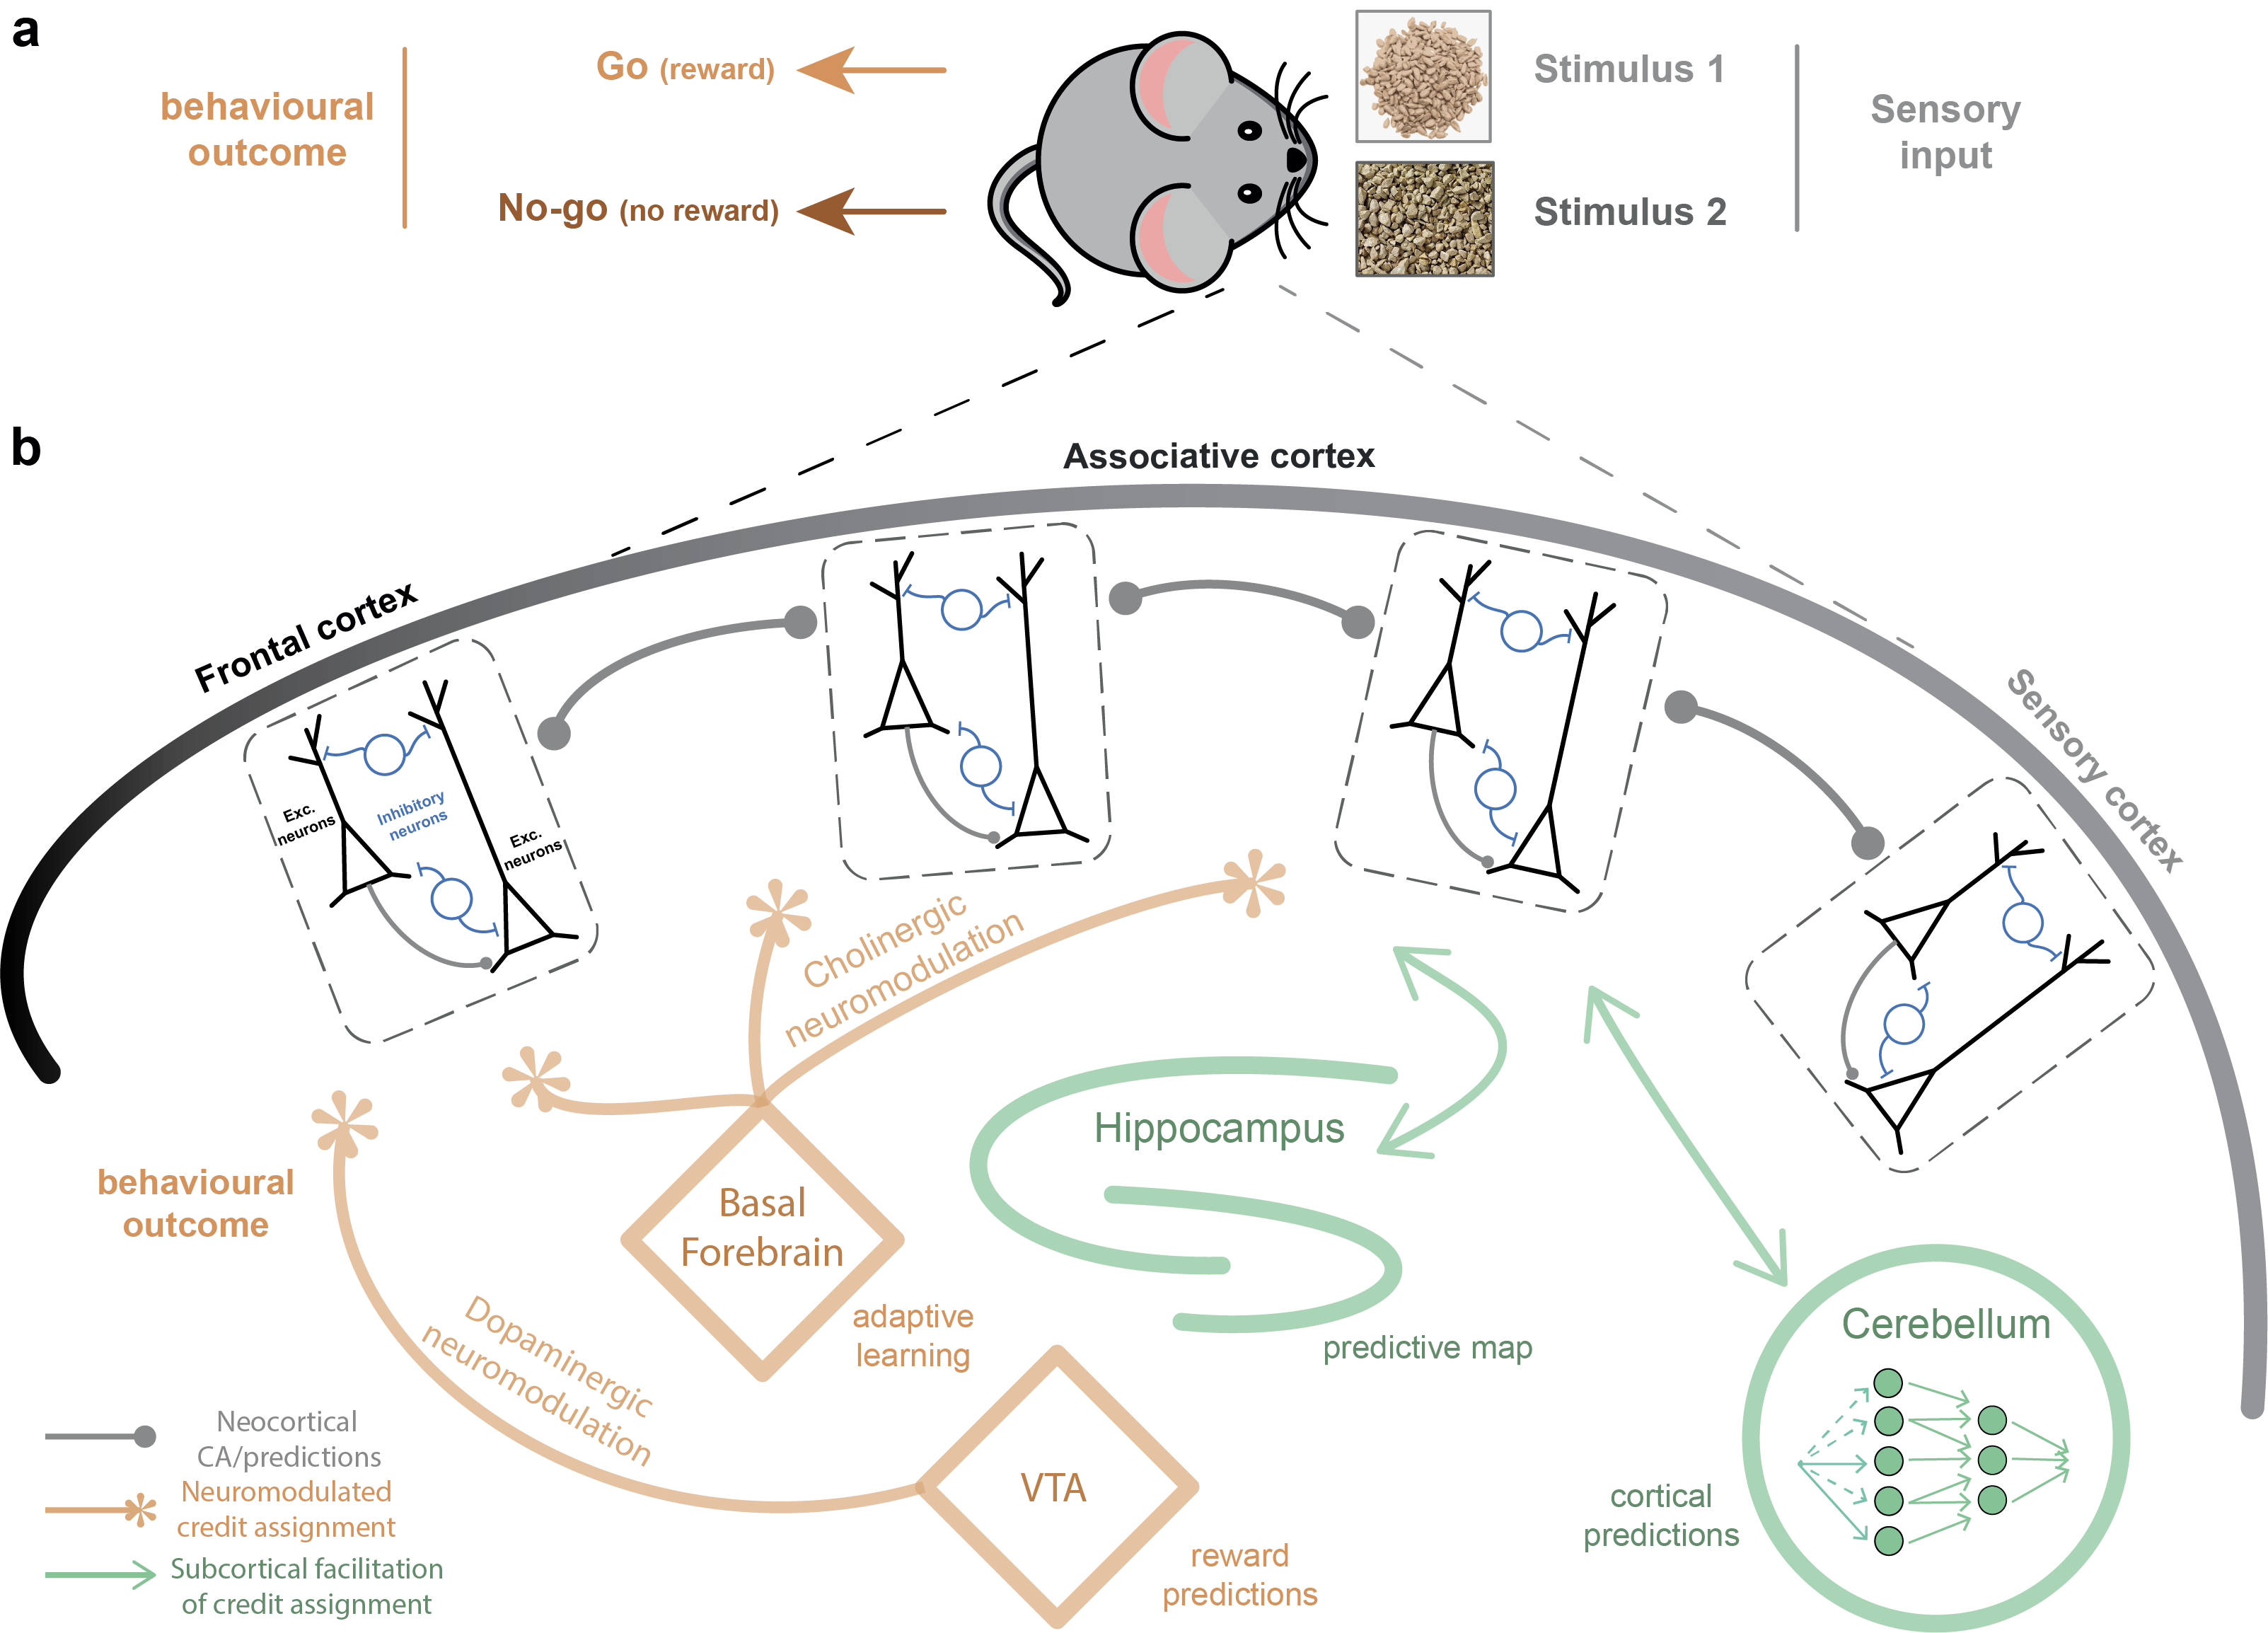 a
behavioural
outcome
Go (reward)
No-go (no reward)
Stimulus 1
Stimulus 2
Sensory
input
b
Associative cortex
Frontal cortex
Sensory cortex
Exc.
neurons
Inhibitory
neurons
Exc.
neurons
Cholinergic
neuromodulation
Hippocampus
behavioural
outcome
Basal
Forebrain
adaptive
learning
Dopaminergic
neuromodulation
predictive map
Cerebellum
VTA
reward
predictions
cortical
predictions
Neocortical
CA/predictions
Neuromodulated
credit assignment
Subcortical facilitation
of credit assignment